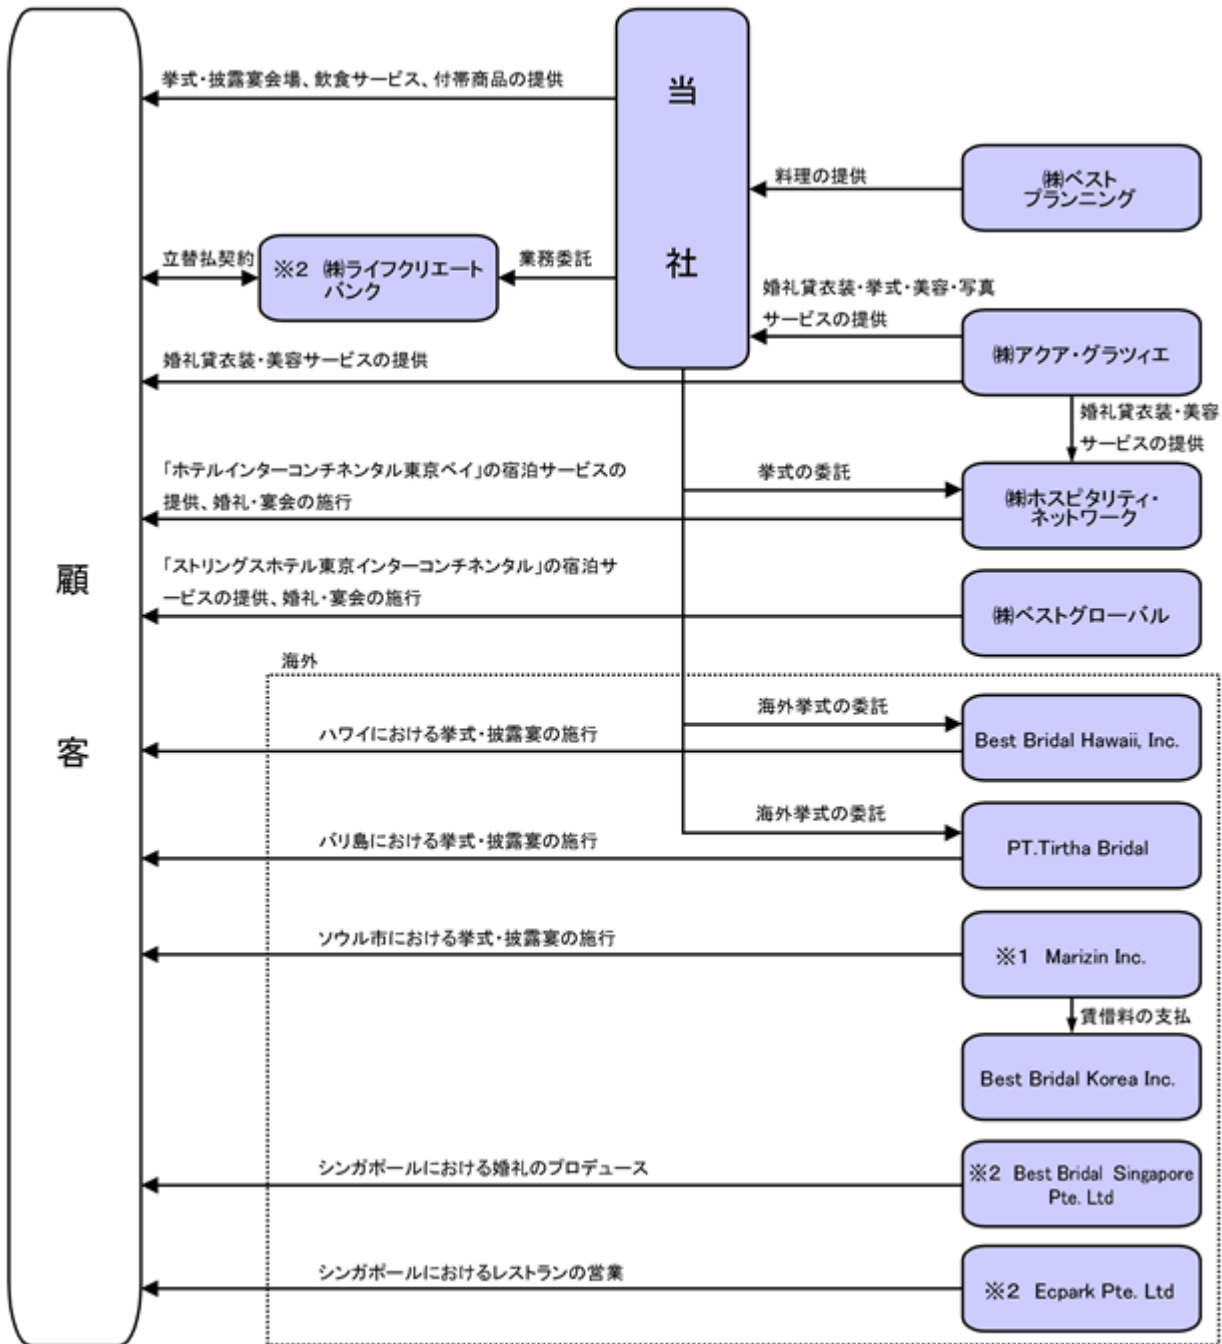 当
社
挙式・披露宴会場、飲食サービス、付帯商品の提供
料理の提供
㈱ベスト
プランニング
立替払契約
※2 ㈱ライフクリエート
バンク
業務委託
婚礼貸衣装・挙式・美容・写真
サービスの提供
㈱アクア・グラツィエ
婚礼貸衣装・美容サービスの提供
婚礼貸衣装・美容
サービスの提供
「ホテルインターコンチネンタル東京ベイ」の宿泊サービスの
提供、婚礼・宴会の施行
挙式の委託
㈱ホスピタリティ・
ネットワーク
顧
客
「ストリングスホテル東京インターコンチネンタル」の宿泊サ
ービスの提供、婚礼・宴会の施行
㈱ベストグローバル
海外
海外挙式の委託
ハワイにおける挙式・披露宴の施行
Best Bridal Hawaii, Inc.
海外挙式の委託
バリ島における挙式・披露宴の施行
PT.Tirtha Bridal
ソウル市における挙式・披露宴の施行
※1 Marizin Inc.
賃借料の支払
Best Bridal Korea Inc.
シンガポールにおける婚礼のプロデュース
※2 Best Bridal Singapore
Pte. Ltd
シンガポールにおけるレストランの営業
※2 Ecpark Pte. Ltd